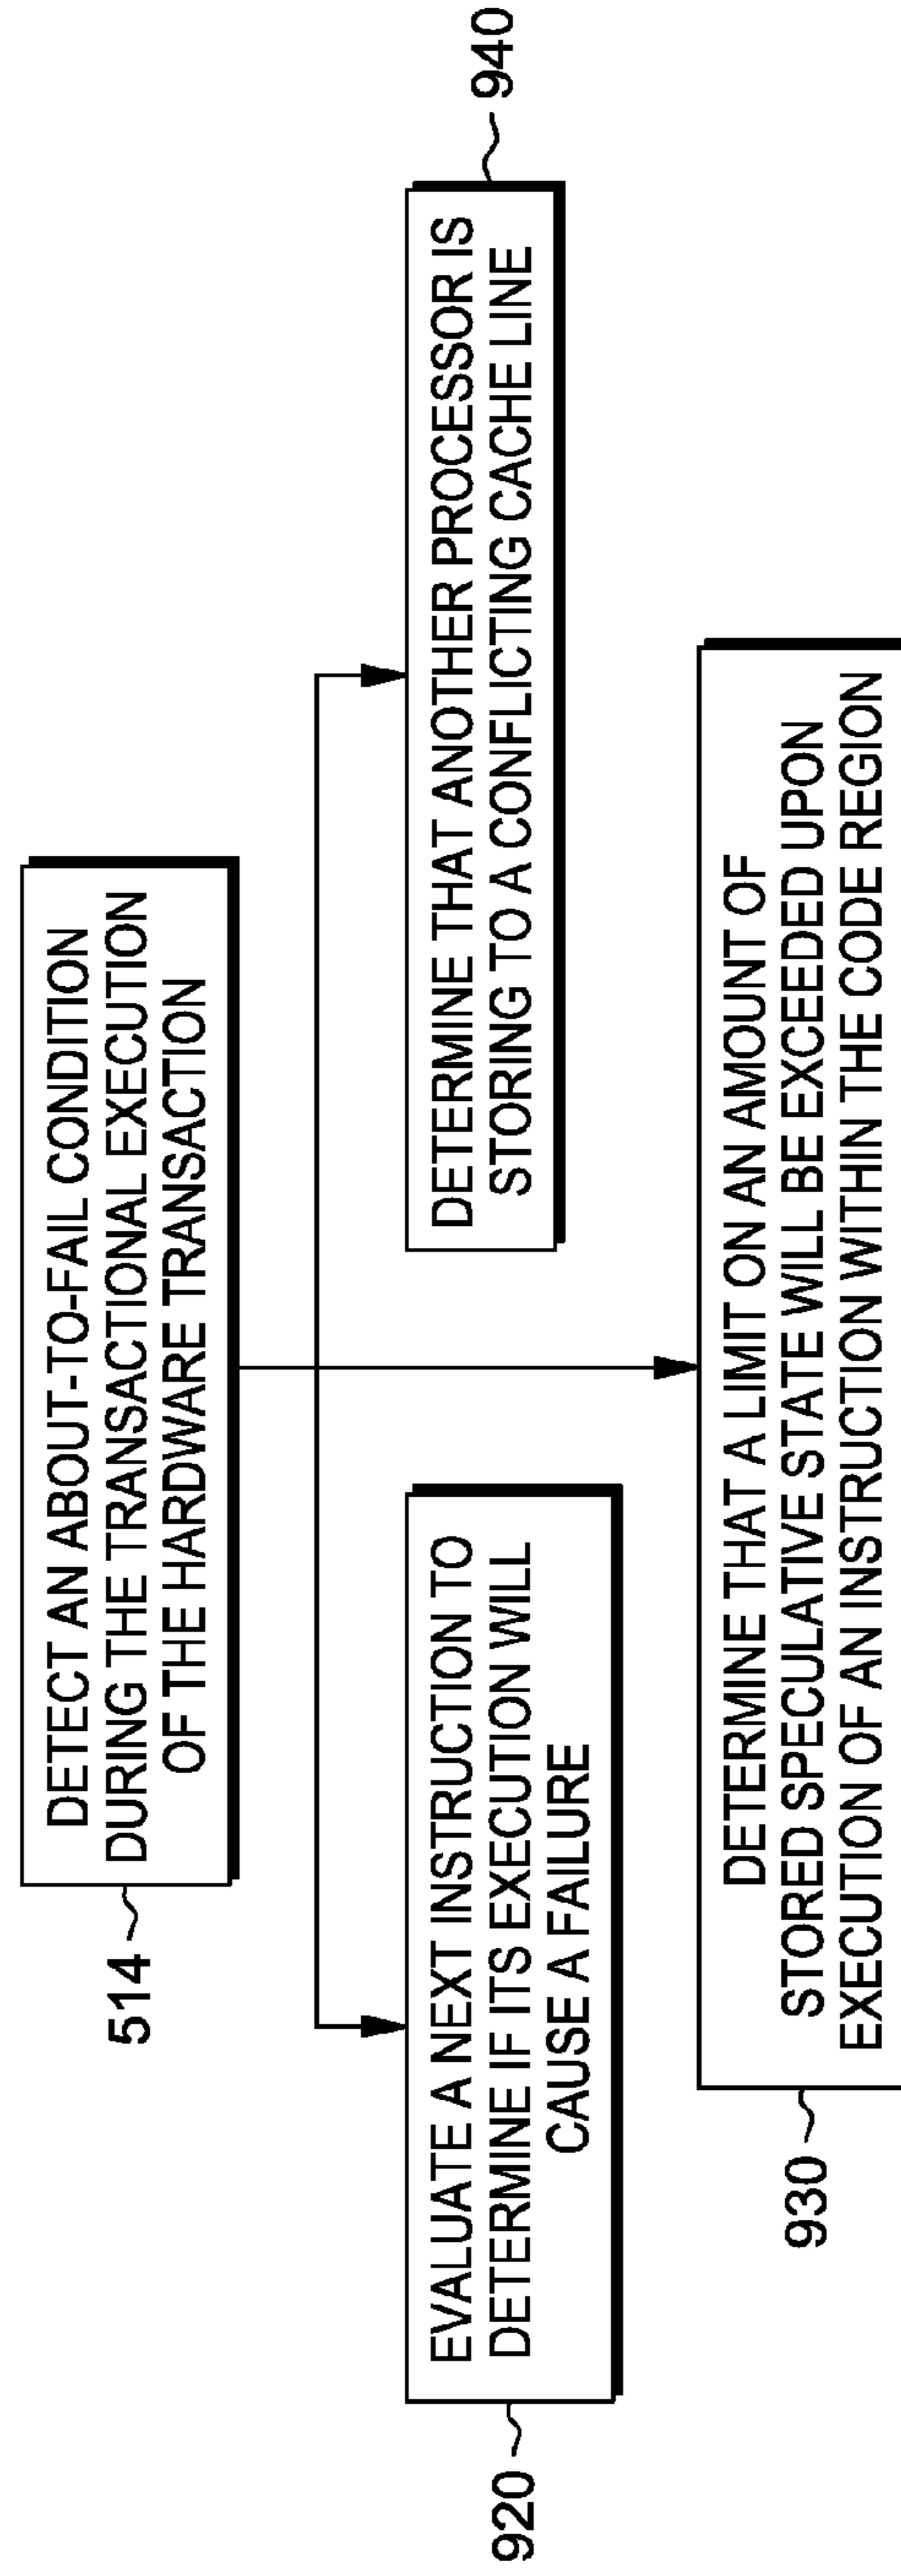 514
DETECT AN ABOUT-TO-FAIL CONDITION
DURING THE TRANSACTIONAL EXECUTION
OF THE HARDWARE TRANSACTION
920
EVALUATE A NEXT INSTRUCTION TO
DETERMINE IF ITS EXECUTION WILL
CAUSE A FAILURE
DETERMINE THAT ANOTHER PROCESSOR IS
STORING TO A CONFLICTING CACHE LINE
940
930
DETERMINE THAT A LIMIT ON AN AMOUNT OF
STORED SPECULATIVE STATE WILL BE EXCEEDED UPON
EXECUTION OF AN INSTRUCTION WITHIN THE CODE REGION